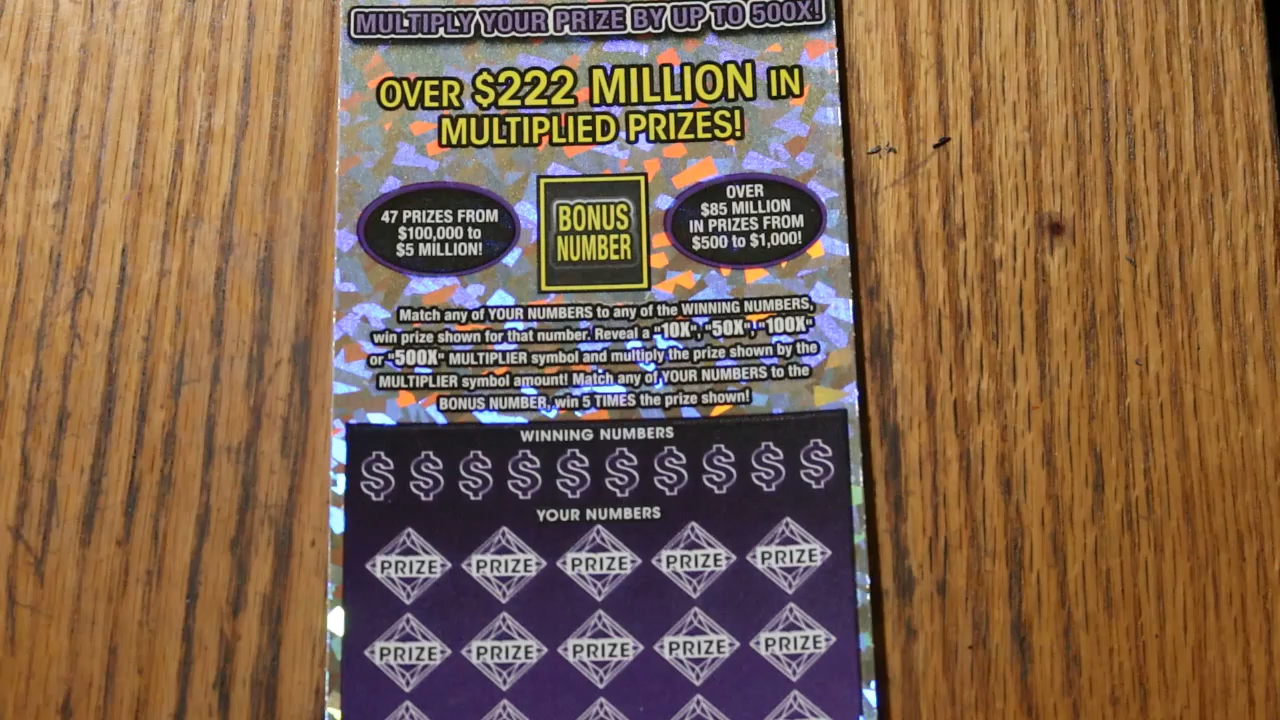 MULTIPLY YOUR PRIZE BY UP TO 500X!
OVER $222 MILLION IN
MULTIPLIED PRIZES!
47 PRIZES FROM
$100,000 to
$5 MILLION!
BONUS
NUMBER
OVER
$85 MILLION
IN PRIZES FROM
$500 to $1,000!
Match any of YOUR NUMBERS to any of the WINNING NUMBERS,
win prize shown for that number. Reveal a "10X", "50X", "100X"
or "500X" MULTIPLIER symbol and multiply the prize shown by the
MULTIPLIER symbol amount! Match any of YOUR NUMBERS to the
BONUS NUMBER, win 5 TIMES the prize shown!
WINNING NUMBERS
$ $ $ $ $ $ $ $ $ $
YOUR NUMBERS
PRIZE PRIZE PRIZE PRIZE PRIZE
PRIZE PRIZE PRIZE PRIZE PRIZE